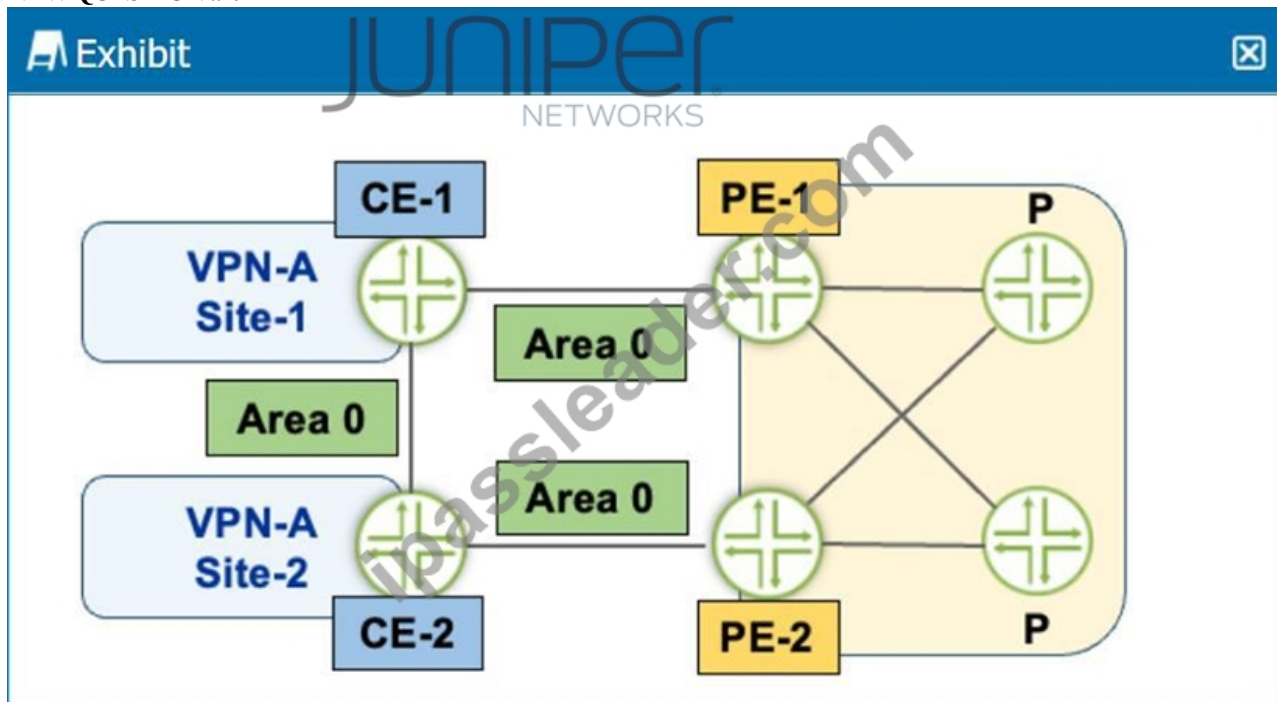 Exhibit
JUNIPER
NETWORKS
CE-1
PE-1
P
VPN-A
Site-1
Area 0
Area 0
Area 0
VPN-A
Site-2
CE-2
PE-2
P
ipassleader.com